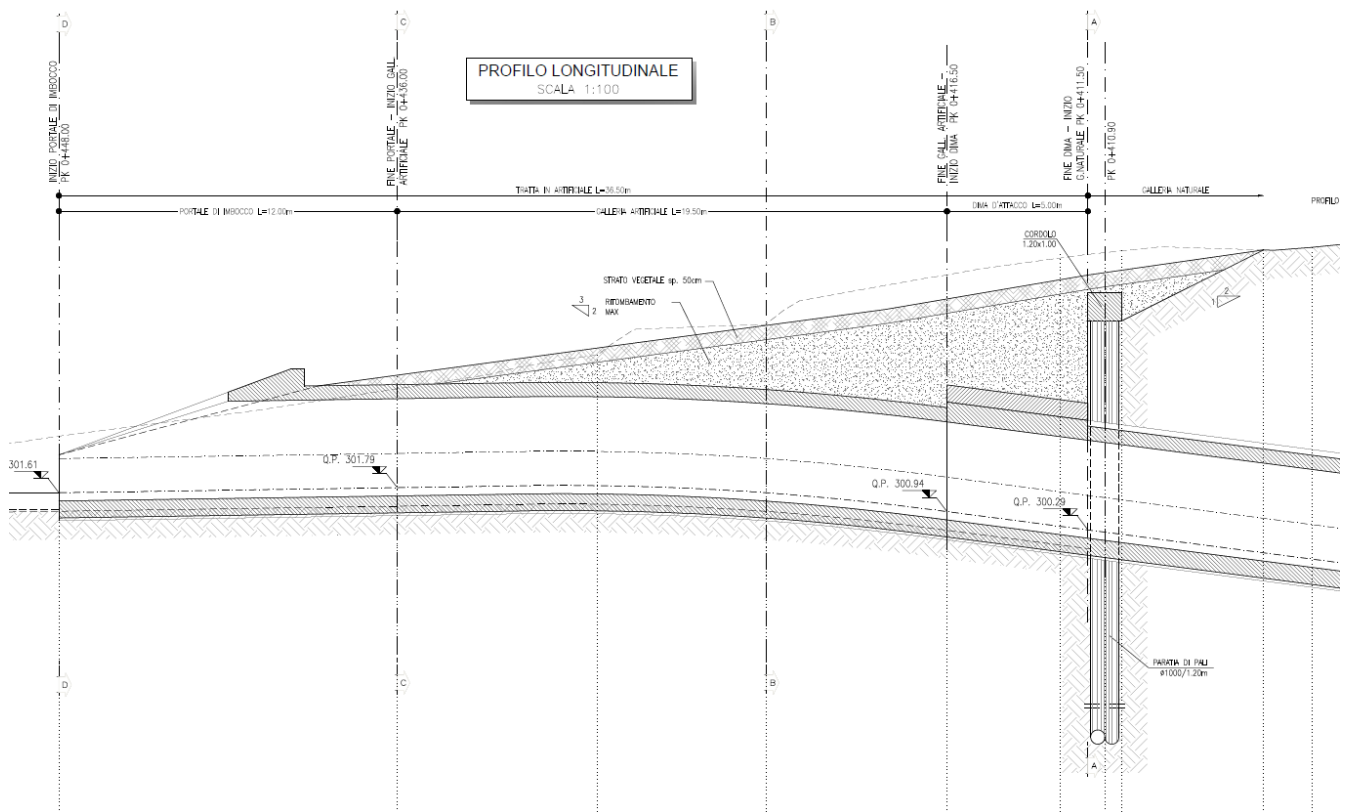 D
C
B
A
PROFILO LONGITUDINALE
SCALA 1:100
INIZIO PORTALE DI IMBOCCO
PK 0+448.00
FINE PORTALE - INIZIO GALL.
ARTIFICIALE PK 0+436.00
FINE GALL. ARTIFICIALE -
INIZIO DIMA PK 0+416.50
FINE DIMA - INIZIO
G.NATURALE PK 0+411.50
PK 0+410.90
TRATTA IN ARTIFICIALE L=36.50m
GALLERIA NATURALE
PROFILO
PORTALE DI IMBOCCO L=12.00m
GALLERIA ARTIFICIALE L=19.50m
DIMA D'ATTACCO L=5.00m
CORDOLO
1.20x1.00
STRATO VEGETALE sp. 50cm
3
2
RITOMBAMENTO
MAX
2
1
301.61
Q.P. 301.79
Q.P. 300.94
Q.P. 300.29
PARATIA DI PALI
ø1000/1.20m
D
C
B
A